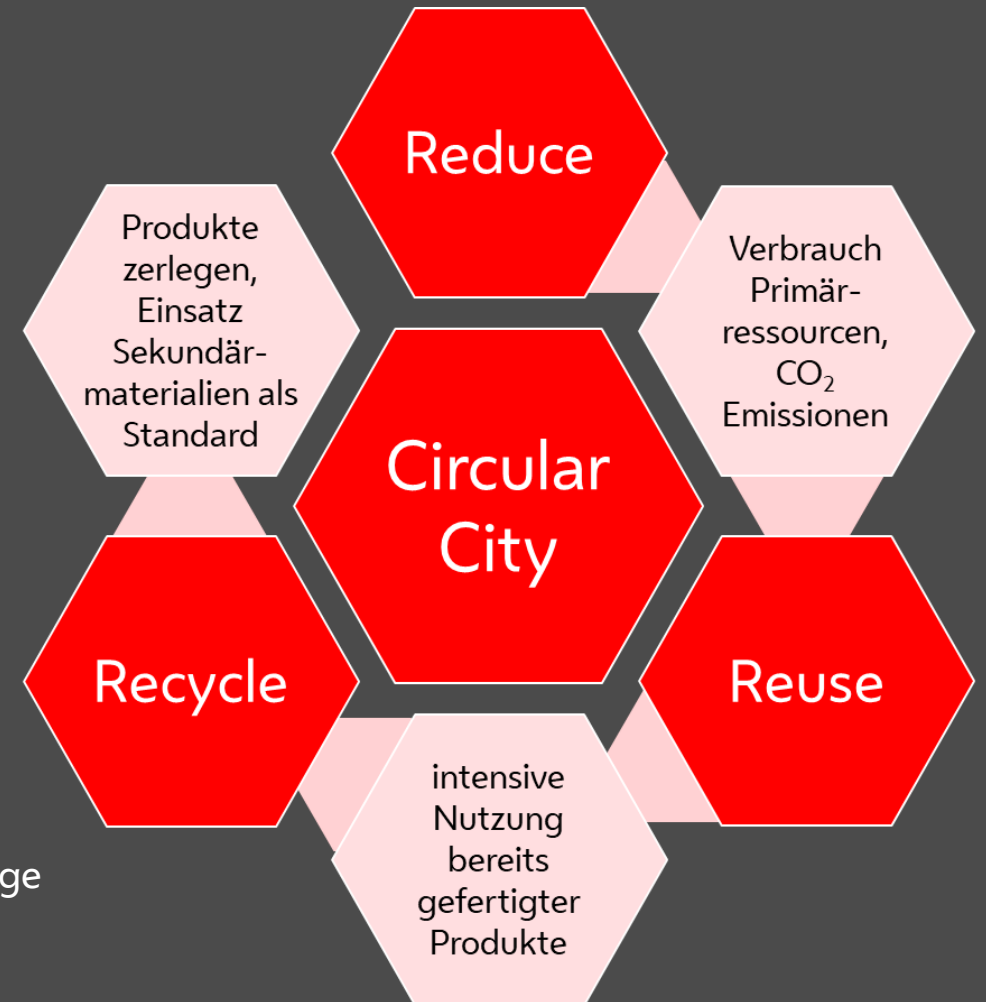 Reduce
Verbrauch
Primär-
ressourcen,
CO₂
Emissionen
Reuse
intensive
Nutzung
bereits
gefertigter
Produkte
Recycle
Produkte
zerlegen,
Einsatz
Sekundär-
materialien als
Standard
Circular
City
ge